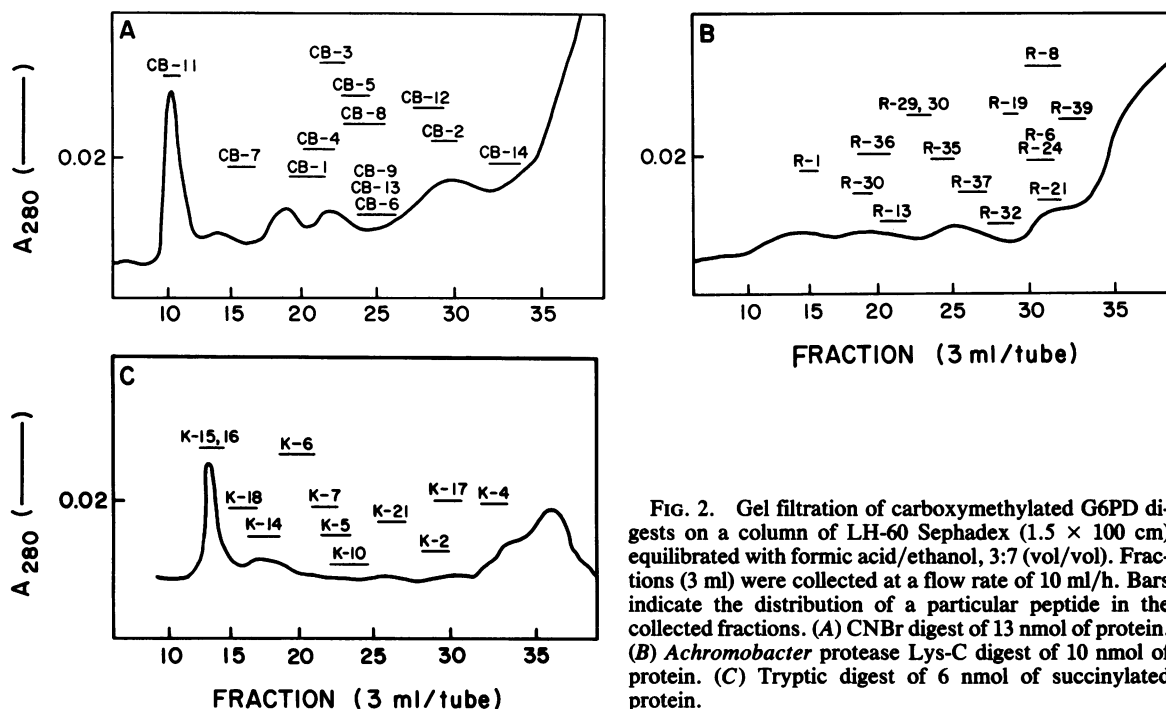 A
CB-11
CB-3
CB-5
CB-8
CB-12
CB-2
CB-7
CB-4
CB-1
CB-9
CB-13
CB-6
CB-14
0.02
A280 (——)
10 15 20 25 30 35
B
R-8
R-29, 30
R-19
R-39
R-36
R-35
R-6
R-24
R-1
R-30
R-37
R-21
R-13
R-32
0.02
A280 (——)
10 15 20 25 30 35
FRACTION (3 ml/tube)
C
K-15, 16
K-6
K-18
K-7
K-17
K-4
K-14
K-5
K-21
K-10
K-2
0.02
A280 (——)
10 15 20 25 30 35
FRACTION (3 ml/tube)
FIG. 2. Gel filtration of carboxymethylated G6PD di-
gests on a column of LH-60 Sephadex (1.5 × 100 cm)
equilibrated with formic acid/ethanol, 3:7 (vol/vol). Frac-
tions (3 ml) were collected at a flow rate of 10 ml/h. Bars
indicate the distribution of a particular peptide in the
collected fractions. (A) CNBr digest of 13 nmol of protein.
(B) Achromobacter protease Lys-C digest of 10 nmol of
protein. (C) Tryptic digest of 6 nmol of succinylated
protein.